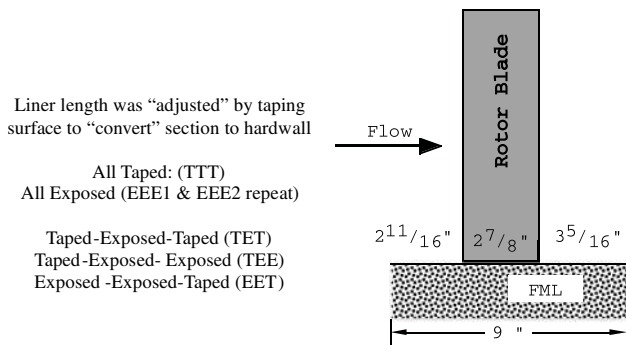 Liner length was “adjusted” by taping
surface to “convert” section to hardwall
All Taped: (TTT)
All Exposed (EEE1 & EEE2 repeat)
Taped-Exposed-Taped (TET)
Taped-Exposed- Exposed (TEE)
Exposed -Exposed-Taped (EET)
Flow
Rotor Blade
2 11/16" 2 7/8" 3 5/16"
FML
9 "